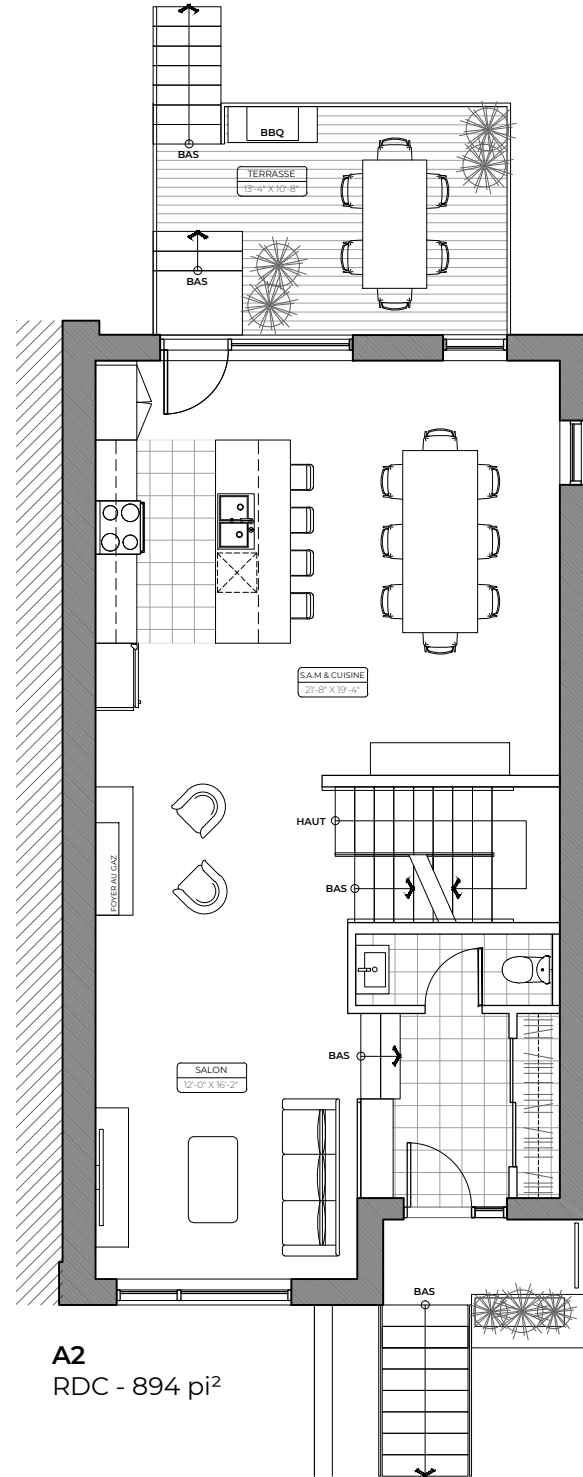 BBQ
BAS
TERRASSE
13'-4" X 10'-8"
BAS
S.A.M & CUISINE
21'-8" X 19'-4"
HAUT
FOYER AU GAZ
BAS
BAS
SALON
12'-0" X 16'-2"
BAS
A2
RDC - 894 pi²